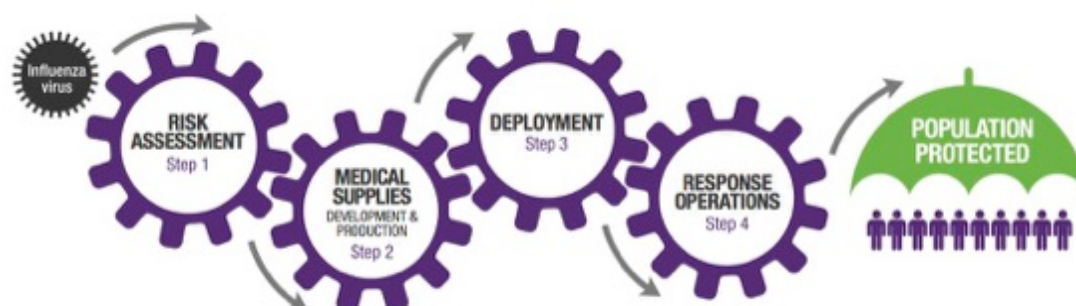 Influenza
virus
RISK
ASSESSMENT
Step 1
MEDICAL
SUPPLIES
DEVELOPMENT &
PRODUCTION
Step 2
DEPLOYMENT
Step 3
RESPONSE
OPERATIONS
Step 4
POPULATION
PROTECTED